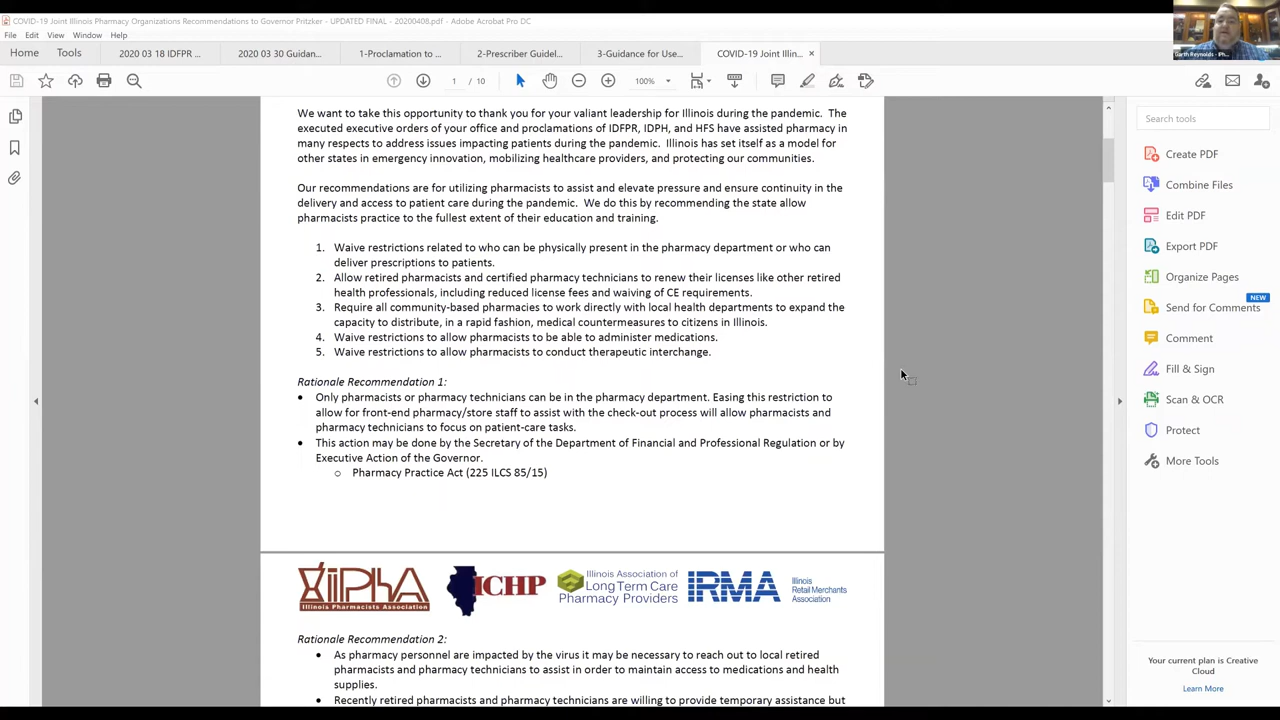 COVID-19 Joint Illinois Pharmacy Organizations Recommendations to Governor Pritzker - UPDATED FINAL - 20200408.pdf - Adobe Acrobat Pro DC
File Edit View Window Help
Home Tools 2020 03 18 IDFPR ... 2020 03 30 Guidan... 1-Proclamation to ... 2-Prescriber Guidel... 3-Guidance for Use... COVID-19 Joint Illin... ×
Garth Reynolds - IPh...
1 / 10 100%
We want to take this opportunity to thank you for your valiant leadership for Illinois during the pandemic. The
executed executive orders of your office and proclamations of IDFPR, IDPH, and HFS have assisted pharmacy in
many respects to address issues impacting patients during the pandemic. Illinois has set itself as a model for
other states in emergency innovation, mobilizing healthcare providers, and protecting our communities.
Our recommendations are for utilizing pharmacists to assist and elevate pressure and ensure continuity in the
delivery and access to patient care during the pandemic. We do this by recommending the state allow
pharmacists practice to the fullest extent of their education and training.
1. Waive restrictions related to who can be physically present in the pharmacy department or who can
deliver prescriptions to patients.
2. Allow retired pharmacists and certified pharmacy technicians to renew their licenses like other retired
health professionals, including reduced license fees and waiving of CE requirements.
3. Require all community-based pharmacies to work directly with local health departments to expand the
capacity to distribute, in a rapid fashion, medical countermeasures to citizens in Illinois.
4. Waive restrictions to allow pharmacists to be able to administer medications.
5. Waive restrictions to allow pharmacists to conduct therapeutic interchange.
Rationale Recommendation 1:
• Only pharmacists or pharmacy technicians can be in the pharmacy department. Easing this restriction to
allow for front-end pharmacy/store staff to assist with the check-out process will allow pharmacists and
pharmacy technicians to focus on patient-care tasks.
• This action may be done by the Secretary of the Department of Financial and Professional Regulation or by
Executive Action of the Governor.
o Pharmacy Practice Act (225 ILCS 85/15)
IPhA
Illinois Pharmacists Association
ICHP
Illinois Association of
Long Term Care
Pharmacy Providers
IRMA
Illinois
Retail Merchants
Association
Rationale Recommendation 2:
• As pharmacy personnel are impacted by the virus it may be necessary to reach out to local retired
pharmacists and pharmacy technicians to assist in order to maintain access to medications and health
supplies.
• Recently retired pharmacists and pharmacy technicians are willing to provide temporary assistance but
Search tools
Create PDF
Combine Files
Edit PDF
Export PDF
Organize Pages
NEW
Send for Comments
Comment
Fill & Sign
Scan & OCR
Protect
More Tools
Your current plan is Creative
Cloud
Learn More